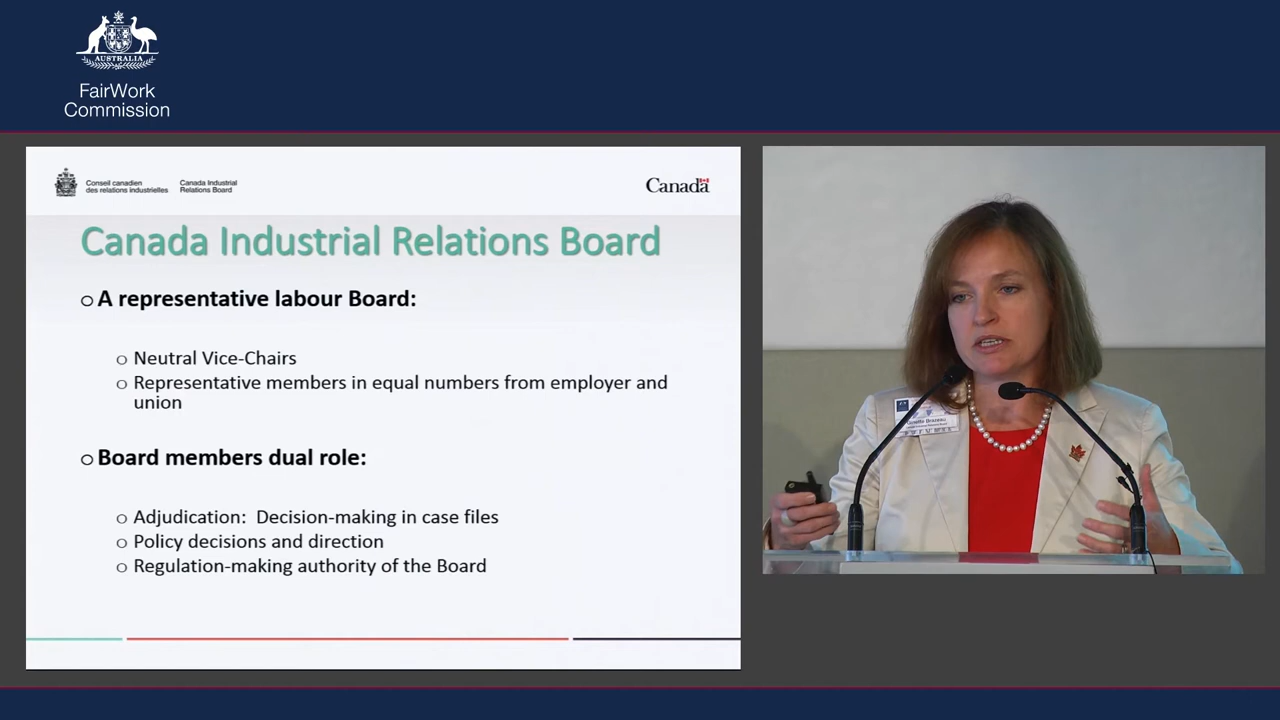 AUSTRALIA
FairWork
Commission
Conseil canadien
des relations industrielles
Canada Industrial
Relations Board
Canada
Canada Industrial Relations Board
A representative labour Board:
Neutral Vice-Chairs
Representative members in equal numbers from employer and
union
Board members dual role:
Adjudication: Decision-making in case files
Policy decisions and direction
Regulation-making authority of the Board
Ginette Brazeau